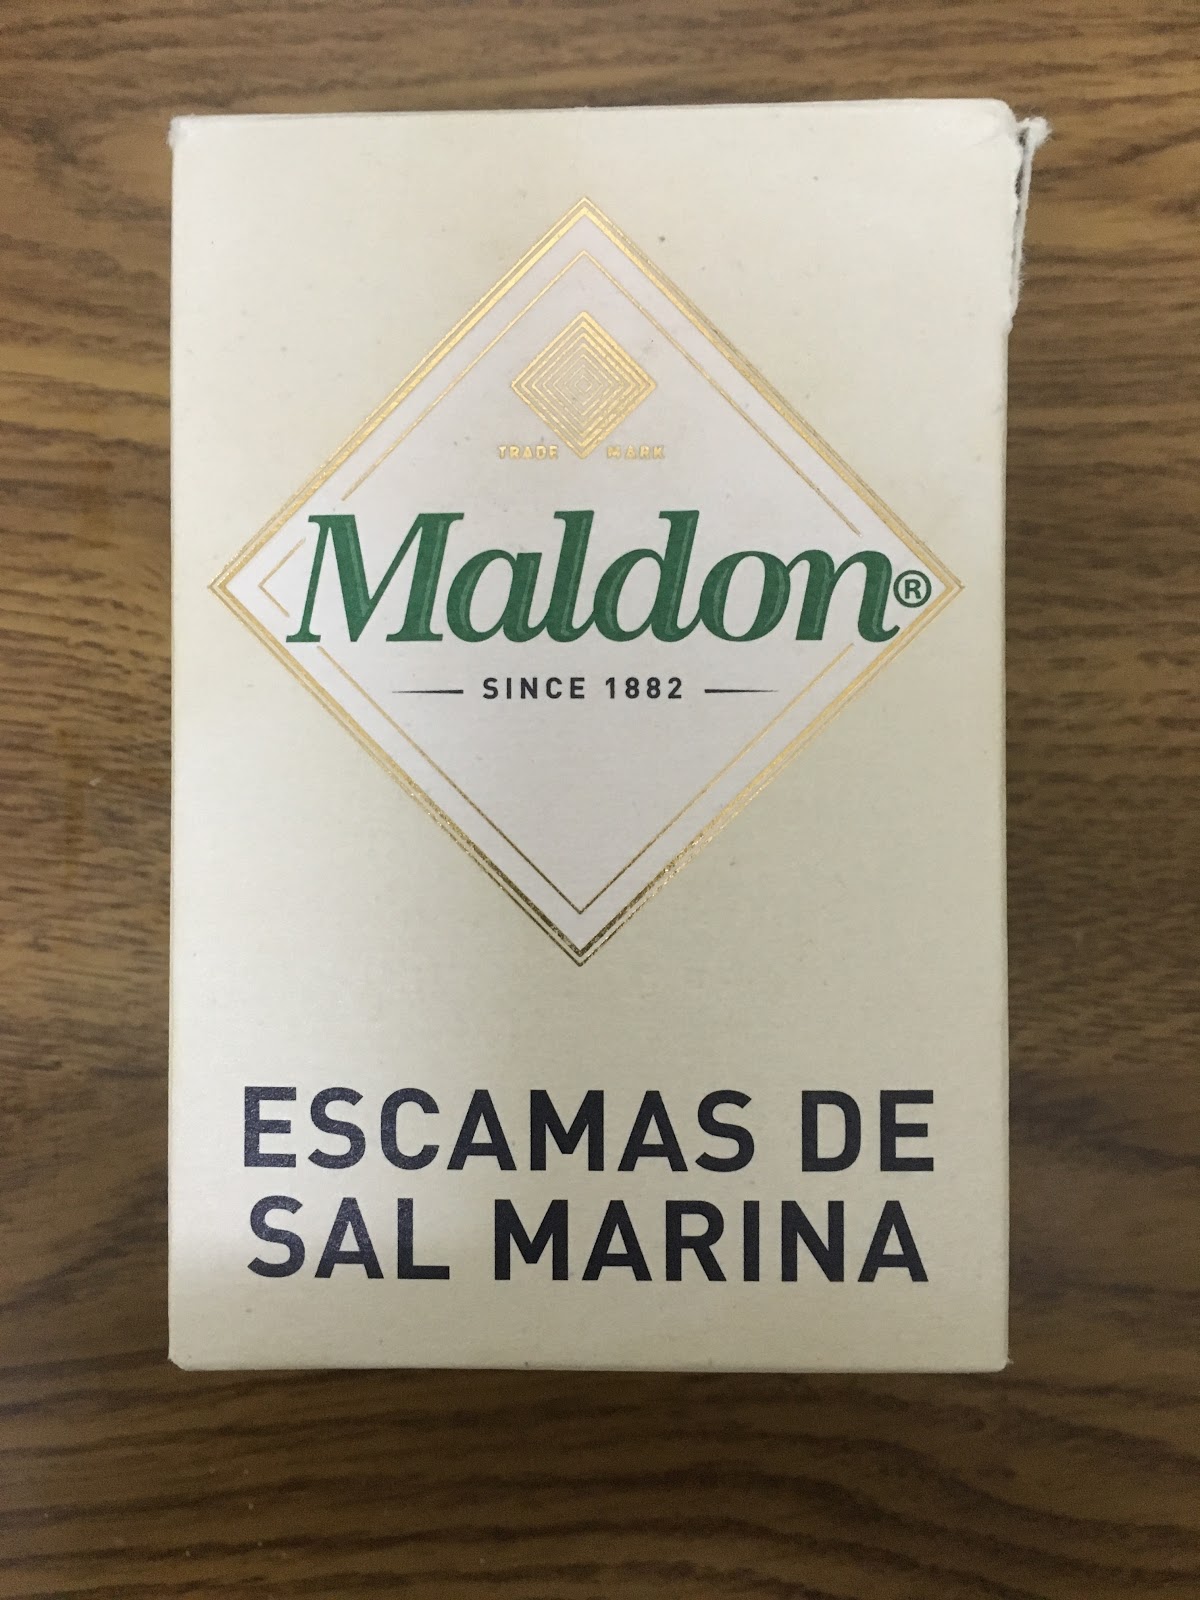 TRADE MARK
Maldon®
SINCE 1882
ESCAMAS DE
SAL MARINA